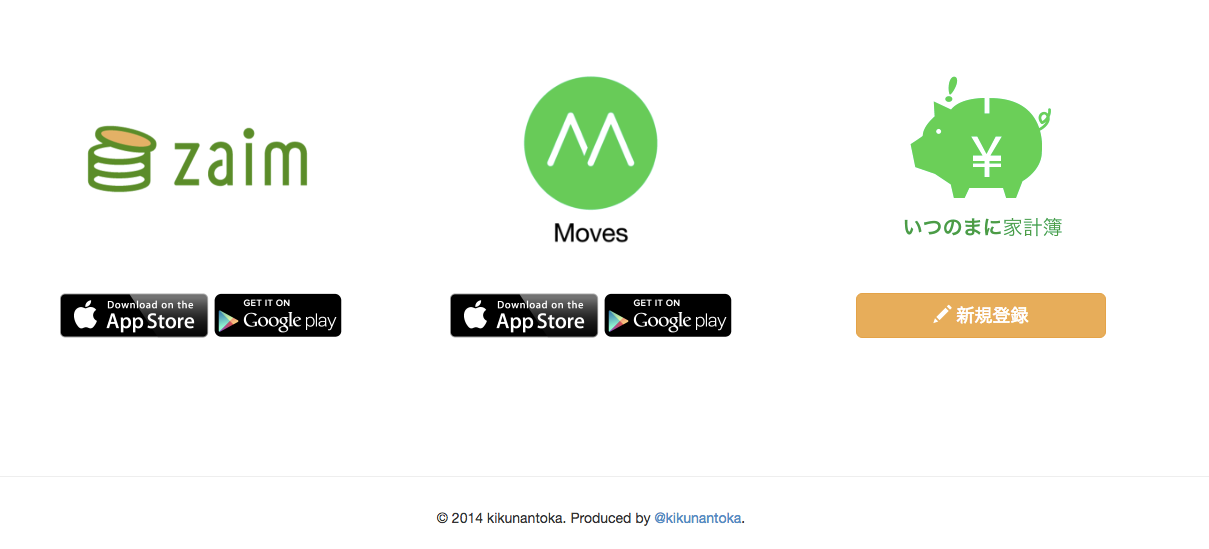 zaim
Moves
¥
いつのまに家計簿
Download on the
App Store
GET IT ON
Google play
Download on the
App Store
GET IT ON
Google play
新規登録
© 2014 kikunantoka. Produced by @kikunantoka.